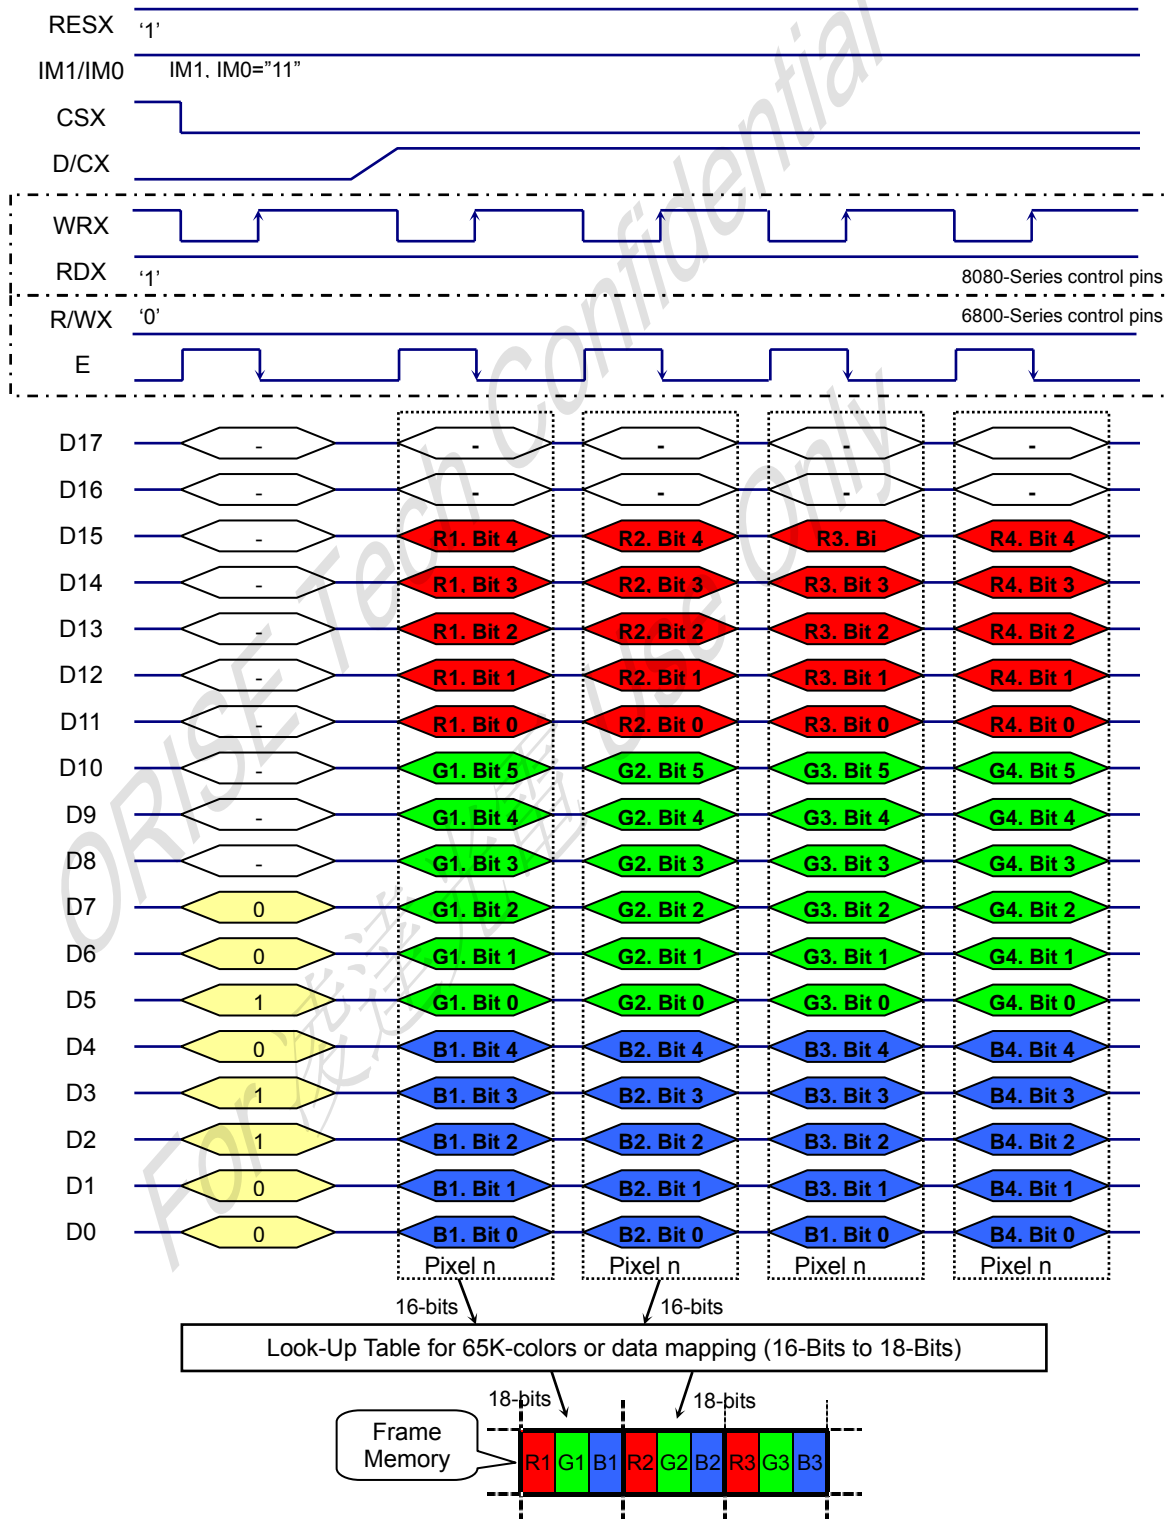 RESX '1'
IM1/IM0 IM1, IM0="11"
CSX
D/CX
WRX
RDX '1' 8080-Series control pins
R/WX '0' 6800-Series control pins
E
D17 - - - - -
D16 - - - - -
D15 - R1. Bit 4 R2. Bit 4 R3. Bi R4. Bit 4
D14 - R1. Bit 3 R2. Bit 3 R3. Bit 3 R4. Bit 3
D13 - R1. Bit 2 R2. Bit 2 R3. Bit 2 R4. Bit 2
D12 - R1. Bit 1 R2. Bit 1 R3. Bit 1 R4. Bit 1
D11 - R1. Bit 0 R2. Bit 0 R3. Bit 0 R4. Bit 0
D10 - G1. Bit 5 G2. Bit 5 G3. Bit 5 G4. Bit 5
D9 - G1. Bit 4 G2. Bit 4 G3. Bit 4 G4. Bit 4
D8 - G1. Bit 3 G2. Bit 3 G3. Bit 3 G4. Bit 3
D7 0 G1. Bit 2 G2. Bit 2 G3. Bit 2 G4. Bit 2
D6 0 G1. Bit 1 G2. Bit 1 G3. Bit 1 G4. Bit 1
D5 1 G1. Bit 0 G2. Bit 0 G3. Bit 0 G4. Bit 0
D4 0 B1. Bit 4 B2. Bit 4 B3. Bit 4 B4. Bit 4
D3 1 B1. Bit 3 B2. Bit 3 B3. Bit 3 B4. Bit 3
D2 1 B1. Bit 2 B2. Bit 2 B3. Bit 2 B4. Bit 2
D1 0 B1. Bit 1 B2. Bit 1 B3. Bit 1 B4. Bit 1
D0 0 B1. Bit 0 B2. Bit 0 B1. Bit 0 B4. Bit 0
Pixel n Pixel n Pixel n Pixel n
16-bits 16-bits
Look-Up Table for 65K-colors or data mapping (16-Bits to 18-Bits)
18-bits 18-bits
Frame
Memory
R1 G1 B1 R2 G2 B2 R3 G3 B3
ORISE Tech Confidential
For 凌達光電 Use Only